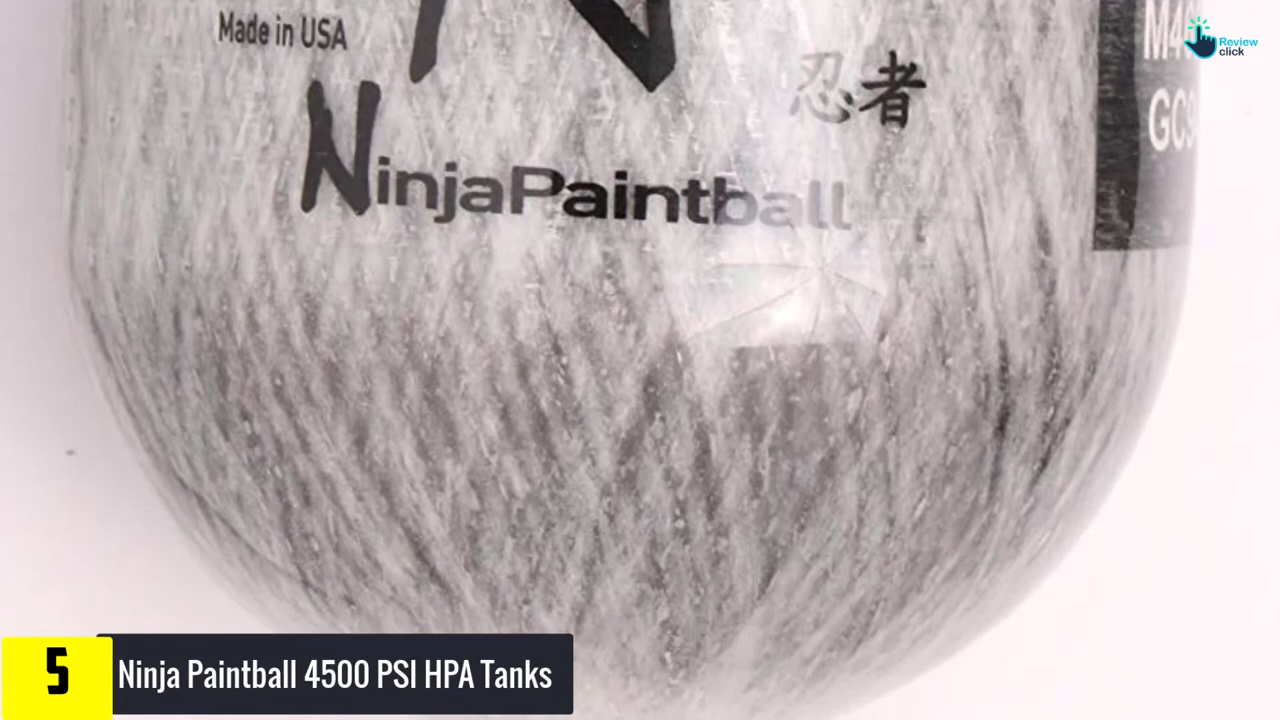 Made in USA
N
忍者
NinjaPaintball
Review
click
5
Ninja Paintball 4500 PSI HPA Tanks